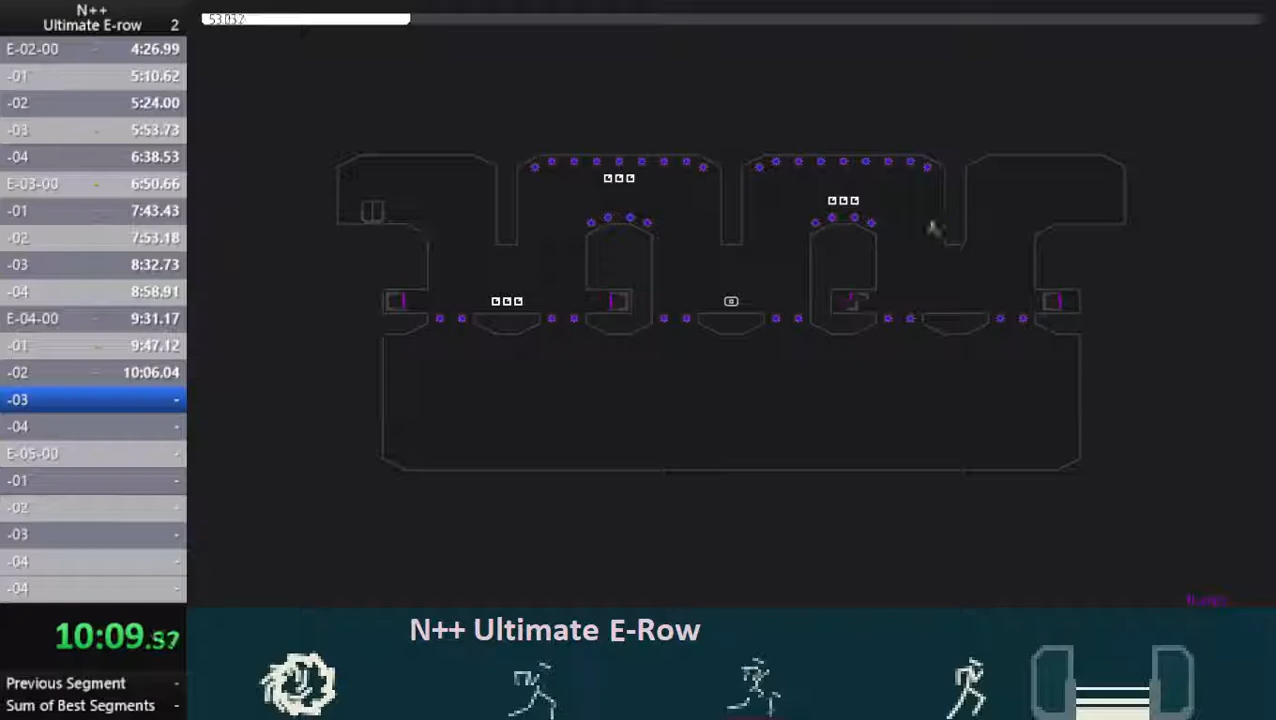 N++
Ultimate E-row 2
E-02-00 - 4:26.99
-01 5:10.62
-02 5:24.00
-03 - 5:53.73
-04 6:38.53
E-03-00 - 6:50.66
-01 7:43.43
-02 7:53.18
-03 8:32.73
-04 8:58.91
E-04-00 - 9:31.17
-01 - 9:47.12
-02 - 10:06.04
-03 -
-04 -
E-05-00 -
-01 -
-02 -
-03 -
-04 -
-04 -
10:09.57
Previous Segment -
Sum of Best Segments -
N++ Ultimate E-Row